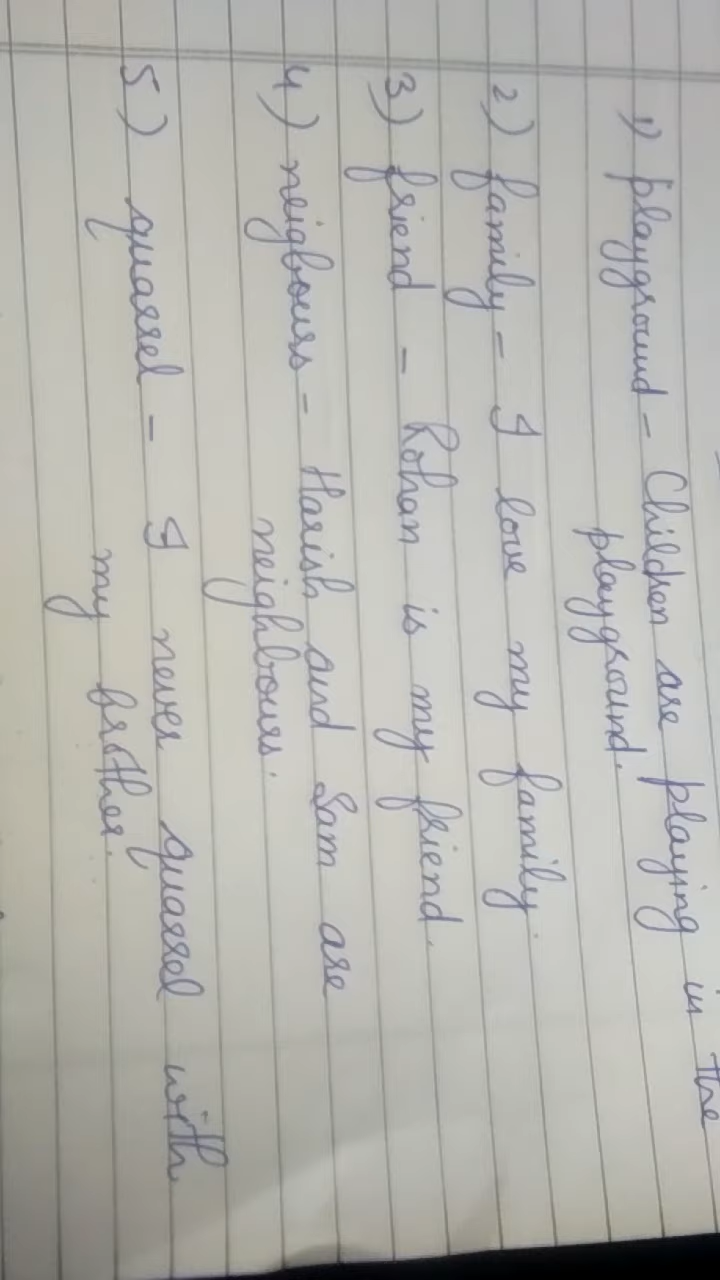 1) playground - Children are playing in the
playground.
2) family - I love my family.
3) friend - Rohan is my friend.
4) neigbours - Harish and Sam are
neighbours.
5) quarrel - I never quarrel with
my brother.